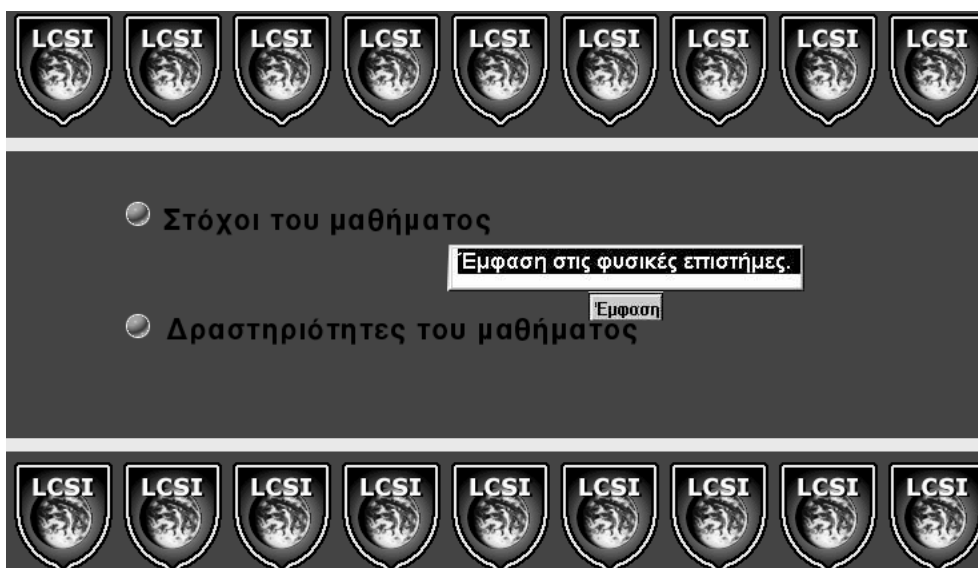 LCSI LCSI LCSI LCSI LCSI LCSI LCSI LCSI LCSI
Στόχοι του μαθήματος
Έμφαση στις φυσικές επιστήμες.
Έμφαση
Δραστηριότητες του μαθήματος
LCSI LCSI LCSI LCSI LCSI LCSI LCSI LCSI LCSI